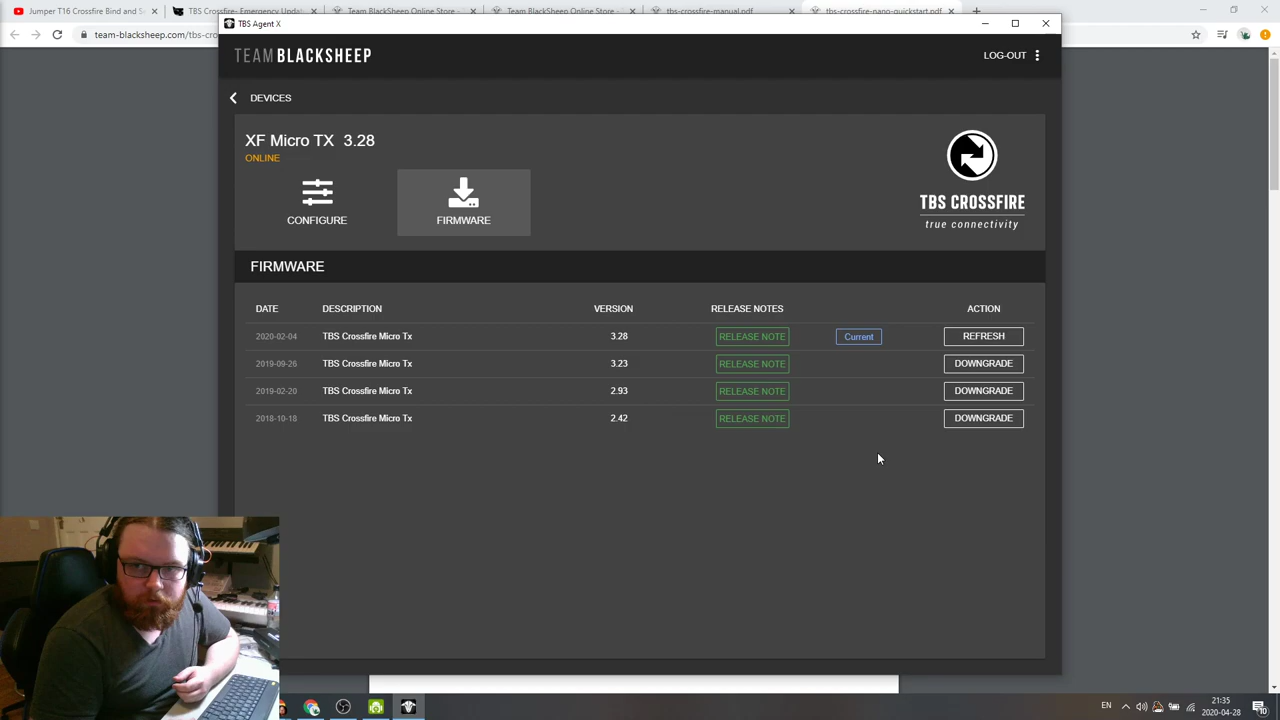 Jumper T16 Crossfire Bind and S
TBS Crossfire- Emergency Updat
Team BlackSheep Online Store -
Team BlackSheep Online Store -
tbs-crossfire-manual.pdf
tbs-crossfire-nano-quickstart.pdf
team-blacksheep.com/tbs-cr
TBS Agent X
TEAM BLACKSHEEP
LOG-OUT
DEVICES
XF Micro TX 3.28
ONLINE
CONFIGURE
FIRMWARE
TBS CROSSFIRE
true connectivity
FIRMWARE
DATE DESCRIPTION VERSION RELEASE NOTES ACTION
2020-02-04 TBS Crossfire Micro Tx 3.28 RELEASE NOTE Current REFRESH
2019-09-26 TBS Crossfire Micro Tx 3.23 RELEASE NOTE DOWNGRADE
2019-02-20 TBS Crossfire Micro Tx 2.93 RELEASE NOTE DOWNGRADE
2018-10-18 TBS Crossfire Micro Tx 2.42 RELEASE NOTE DOWNGRADE
EN
21:35
2020-04-28
10